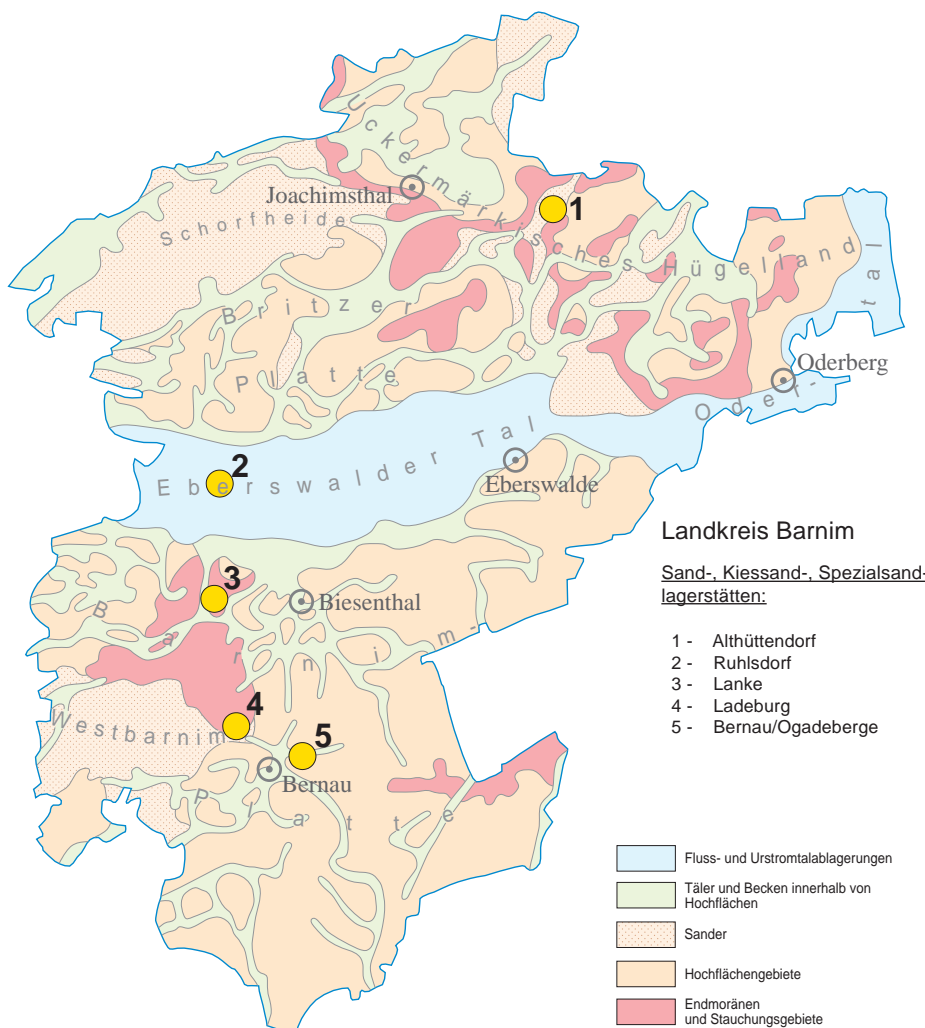 Uckermärkisches Hügelland
Joachimsthal
1
Schorfheide
Britzer
Platte
Oderberg
Oder-
tal
2
Eberswalder Tal
Eberswalde
3
Biesenthal
Barnim-
4
Westbarnim
5
Bernau
Platte
Landkreis Barnim
Sand-, Kiessand-, Spezialsand-
lagerstätten:
1 - Althüttendorf
2 - Ruhlsdorf
3 - Lanke
4 - Ladeburg
5 - Bernau/Ogadeberge
Fluss- und Urstromtalablagerungen
Täler und Becken innerhalb von
Hochflächen
Sander
Hochflächengebiete
Endmoränen
und Stauchungsgebiete